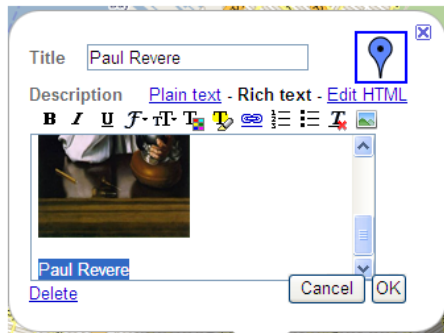 Title Paul Revere
Description Plain text - Rich text - Edit HTML
B I U F T T T T
Paul Revere
Delete Cancel OK